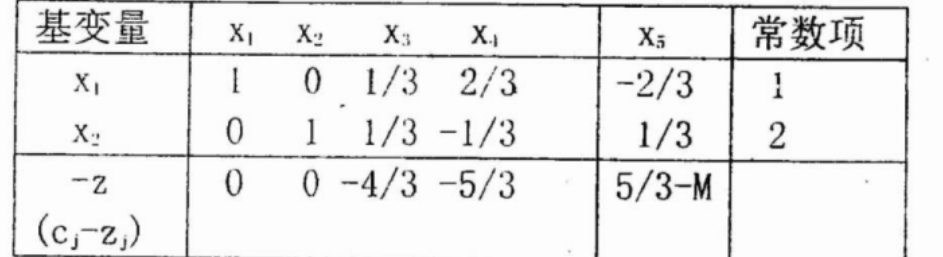 基变量 x₁ x₂ x₃ x₄ x₅ 常数项
x₁ 1 0 1/3 2/3 -2/3 1
x₂ 0 1 1/3 -1/3 1/3 2
-z 0 0 -4/3 -5/3 5/3-M
(cⱼ-zⱼ)